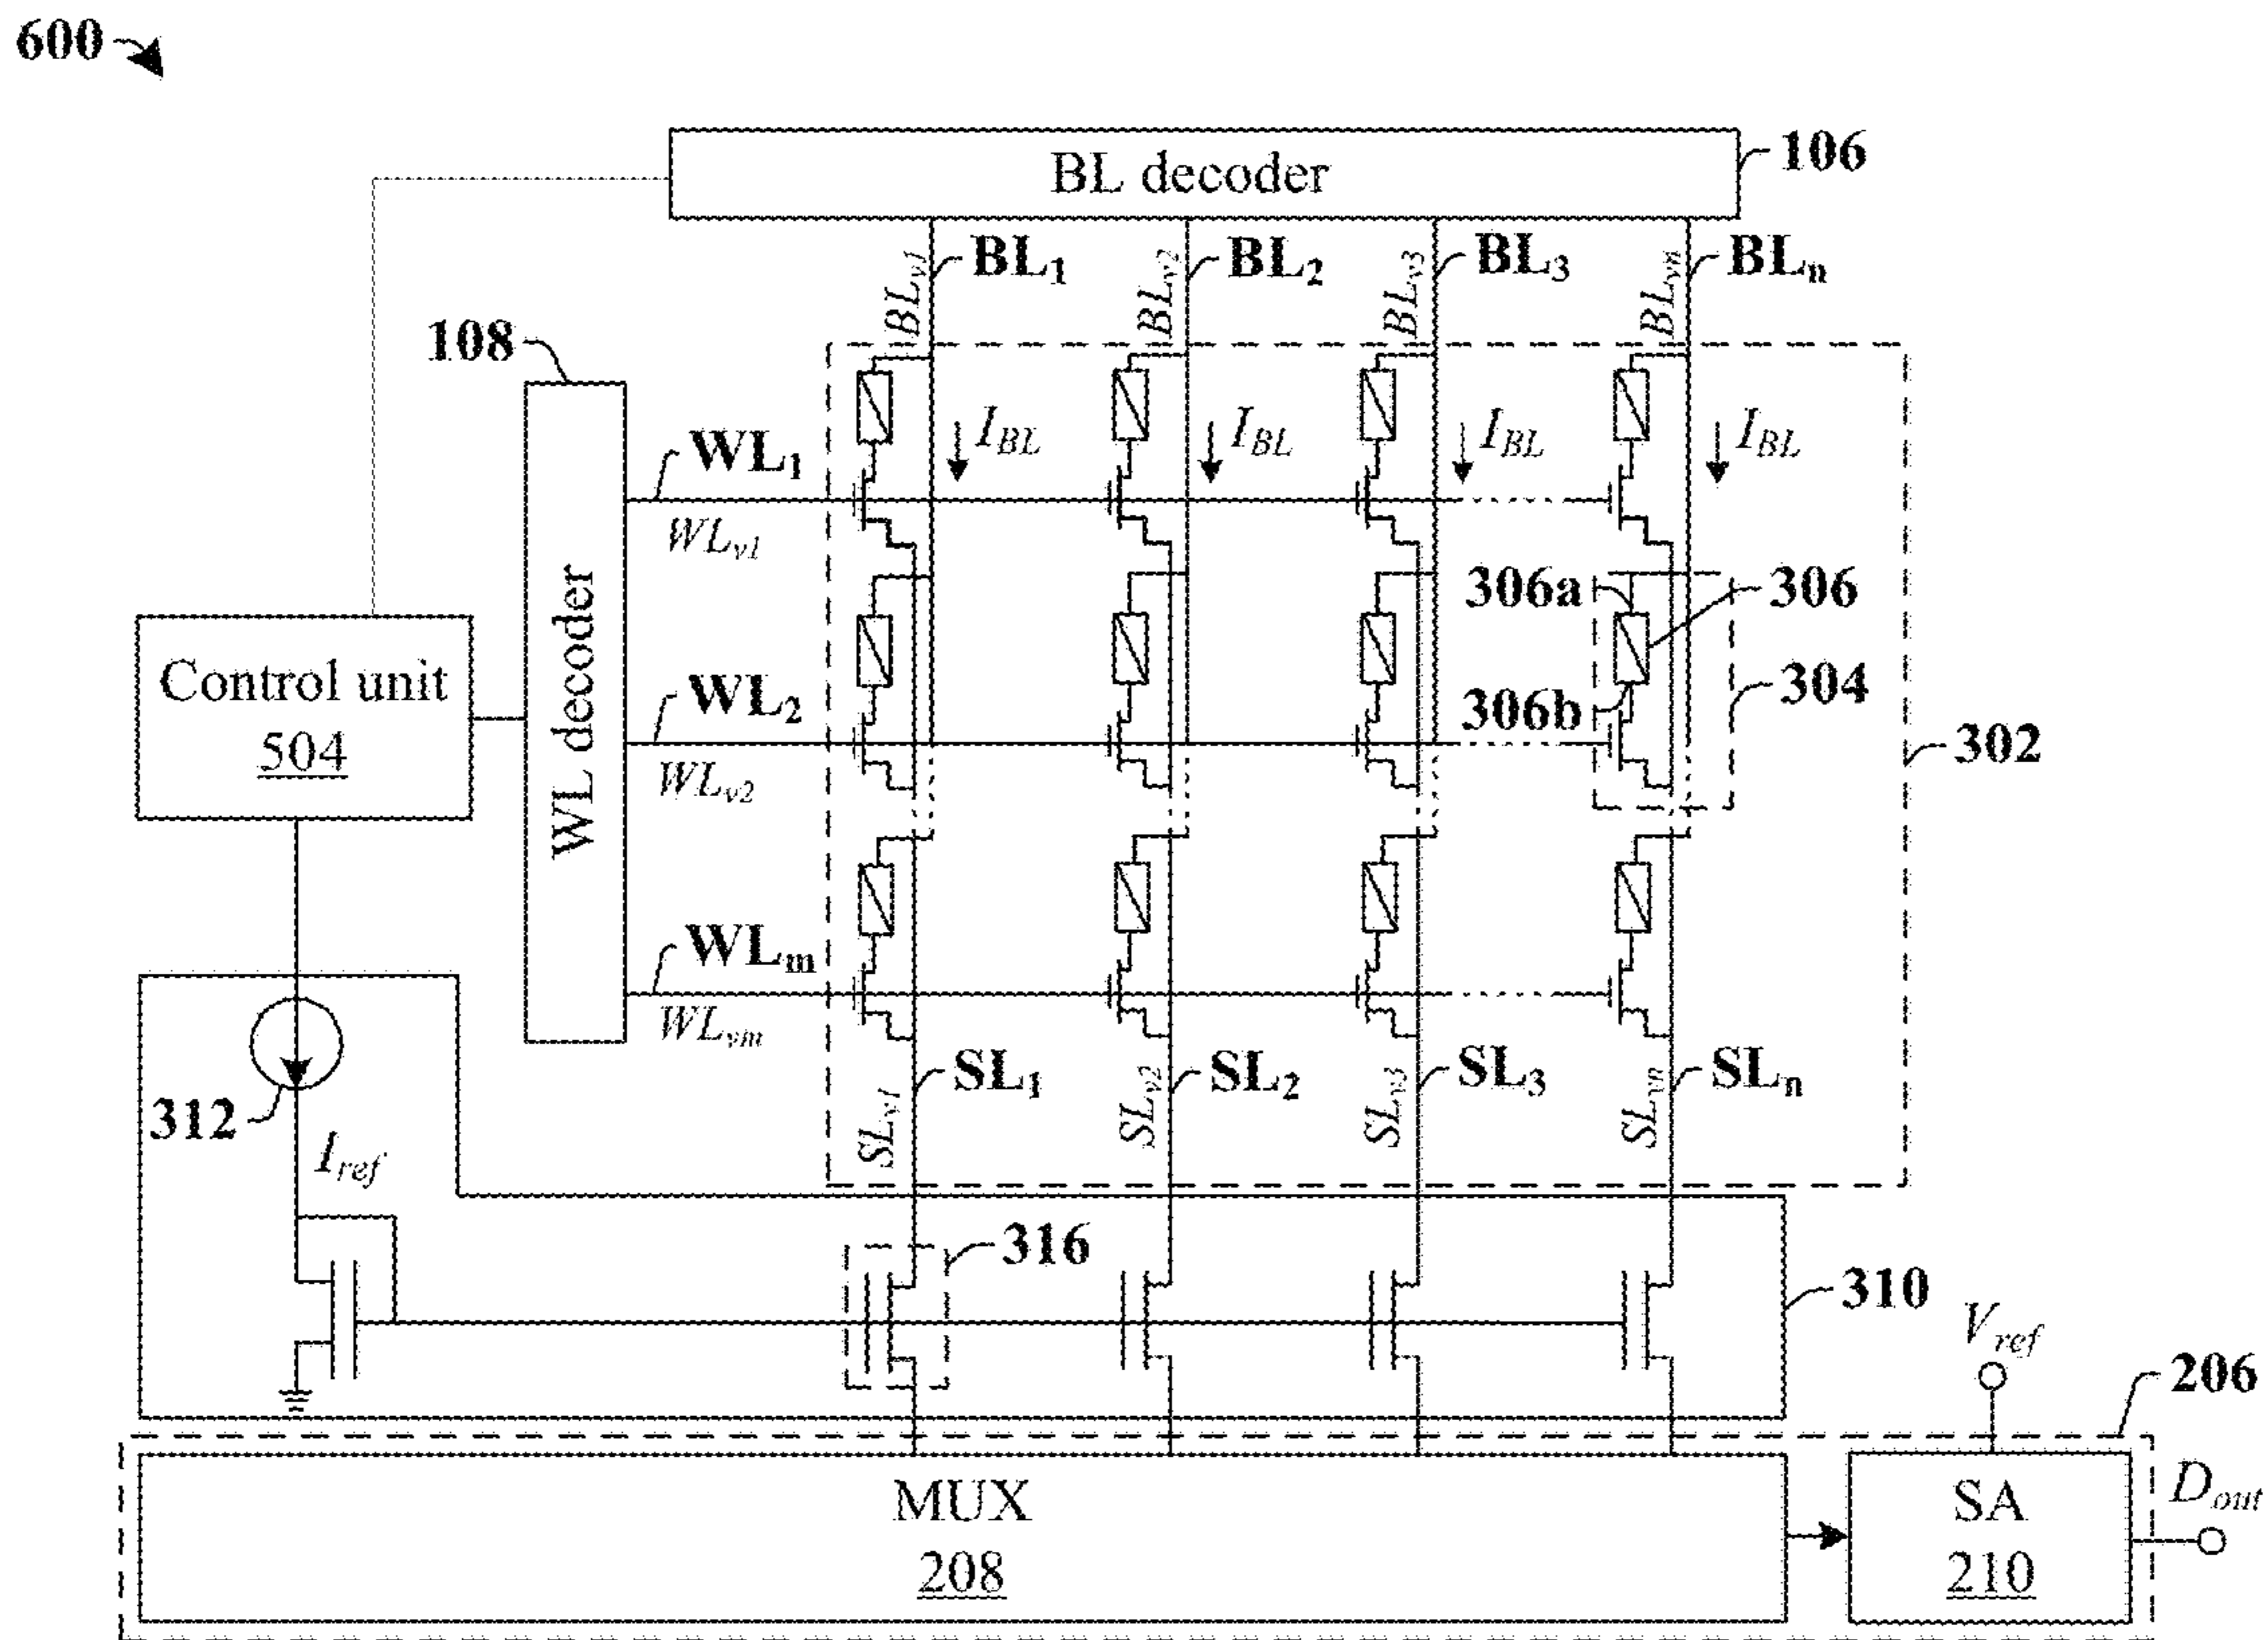 600
BL decoder
106
BLv1
BL1
BLv2
BL2
BLv3
BL3
BLvn
BLn
108
WL decoder
WL1
WLv1
IBL
IBL
IBL
IBL
306a
306
Control unit
504
WL2
WLv2
306b
304
302
WLm
WLvm
312
Iref
SLv1
SL1
SLv2
SL2
SLv3
SL3
SLvn
SLn
316
310
Vref
206
MUX
208
SA
210
Dout